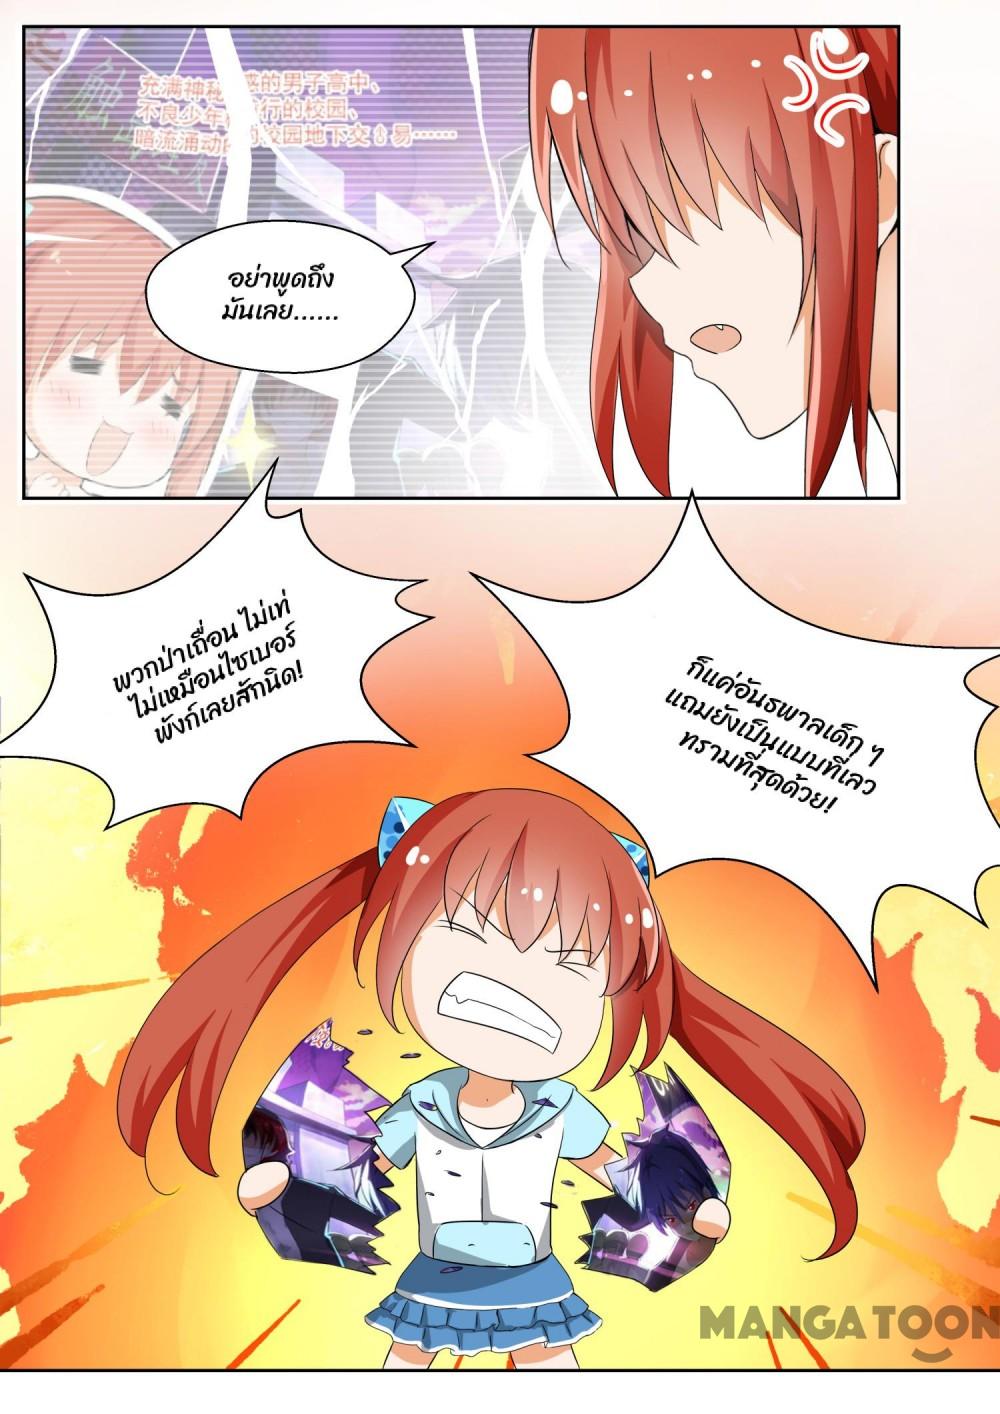 充满神秘感的男子高中、
不良少年 行的校园、
暗流涌动 校园地下交 易……
อย่าพูดถึง
มันเลย......
พวกป่าเถื่อน ไม่เท่
ไม่เหมือนไซเบอร์
พังก์เลยสักนิด!
ก็แค่อันธพาลเด็ก ๆ
แถมยังเป็นแบบที่เลว
ทรามที่สุดด้วย!
MANGATOON